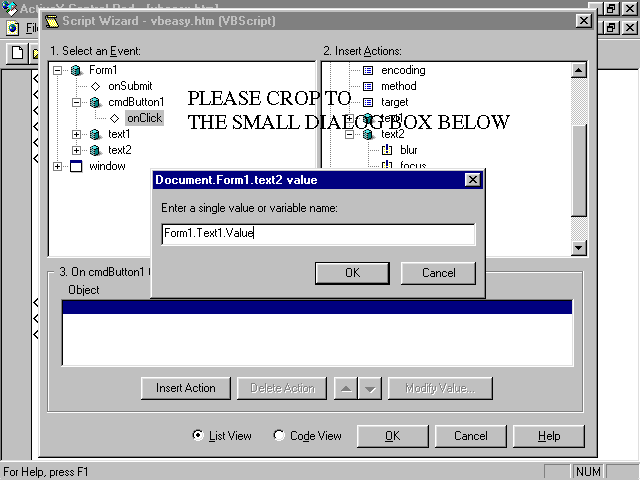 ActiveX Control Pad - [vbeasy.htm]
Script Wizard - vbeasy.htm (VBScript)
1. Select an Event:
2. Insert Actions:
Form1
onSubmit
cmdButton1
onClick
text1
text2
window
encoding
method
target
text1
text2
blur
focus
PLEASE CROP TO
THE SMALL DIALOG BOX BELOW
Document.Form1.text2 value
Enter a single value or variable name:
Form1.Text1.Value
OK
Cancel
3. On cmdButton1
Object
Insert Action
Delete Action
Modify Value...
List View
Code View
OK
Cancel
Help
For Help, press F1
NUM